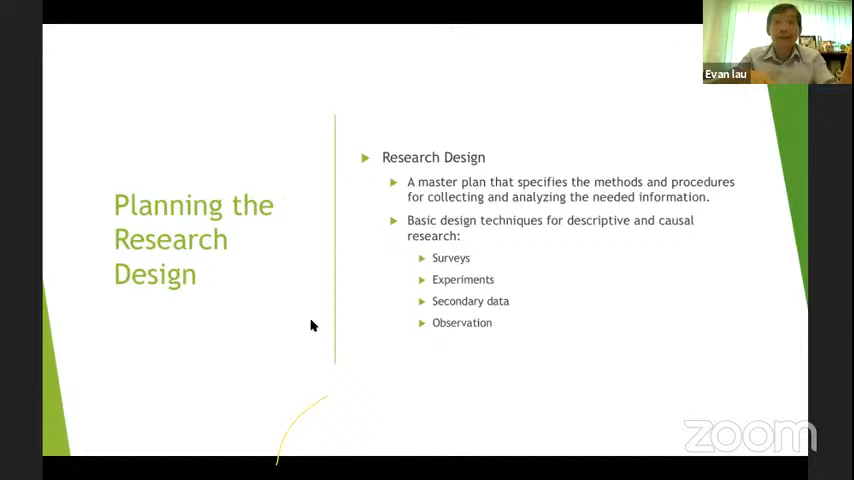 Evan lau
Planning the
Research
Design
Research Design
A master plan that specifies the methods and procedures
for collecting and analyzing the needed information.
Basic design techniques for descriptive and causal
research:
Surveys
Experiments
Secondary data
Observation
zoom